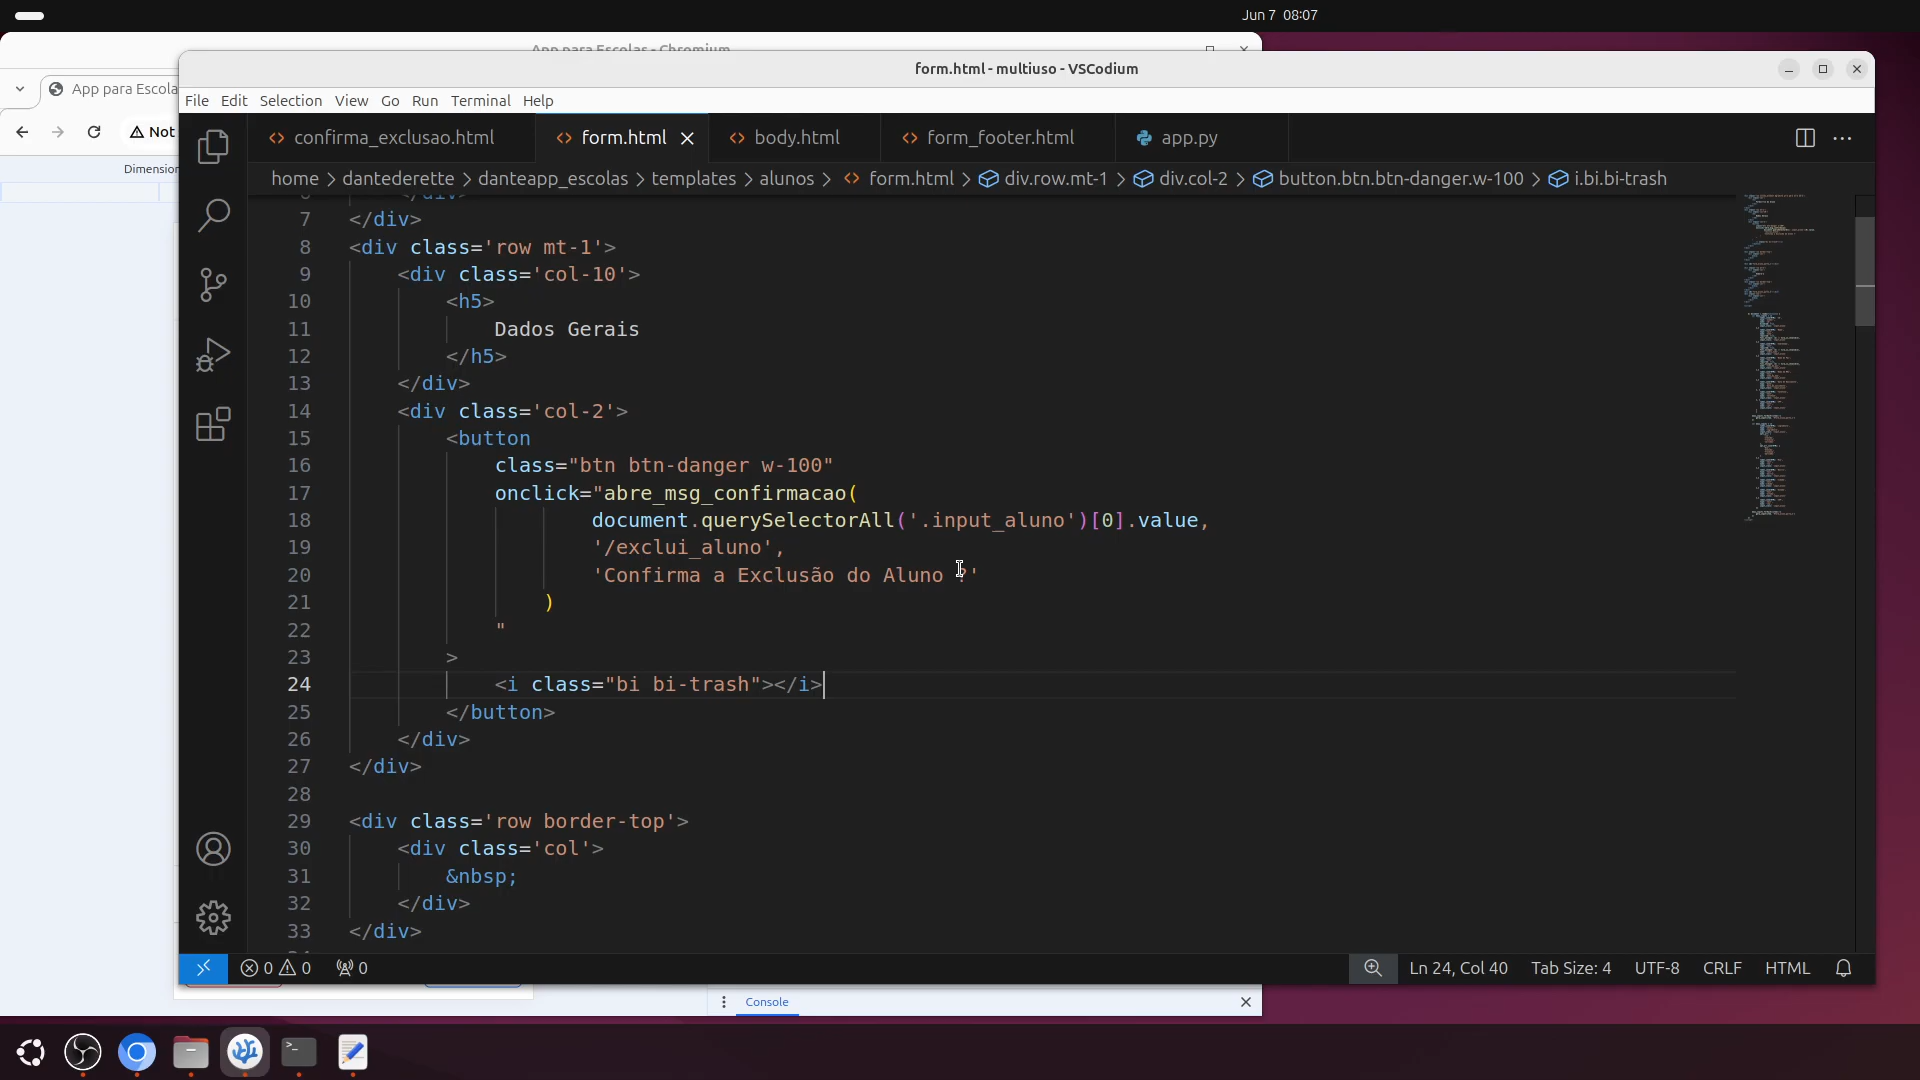 Jun 7 08:07
App para Escolas - Chromium
form.html - multiuso - VSCodium
App para Escola
Not
Dimension
File Edit Selection View Go Run Terminal Help
confirma_exclusao.html form.html body.html form_footer.html app.py
home > dantederette > danteapp_escolas > templates > alunos > form.html > div.row.mt-1 > div.col-2 > button.btn.btn-danger.w-100 > i.bi.bi-trash
6 </div>
7 </div>
8 <div class='row mt-1'>
9 <div class='col-10'>
10 <h5>
11 Dados Gerais
12 </h5>
13 </div>
14 <div class='col-2'>
15 <button
16 class="btn btn-danger w-100"
17 onclick="abre_msg_confirmacao(
18 document.querySelectorAll('.input_aluno')[0].value,
19 '/exclui_aluno',
20 'Confirma a Exclusão do Aluno ?'
21 )
22 "
23 >
24 <i class="bi bi-trash"></i>
25 </button>
26 </div>
27 </div>
28
29 <div class='row border-top'>
30 <div class='col'>
31 &nbsp;
32 </div>
33 </div>
0 0 0 Ln 24, Col 40 Tab Size: 4 UTF-8 CRLF HTML
Console